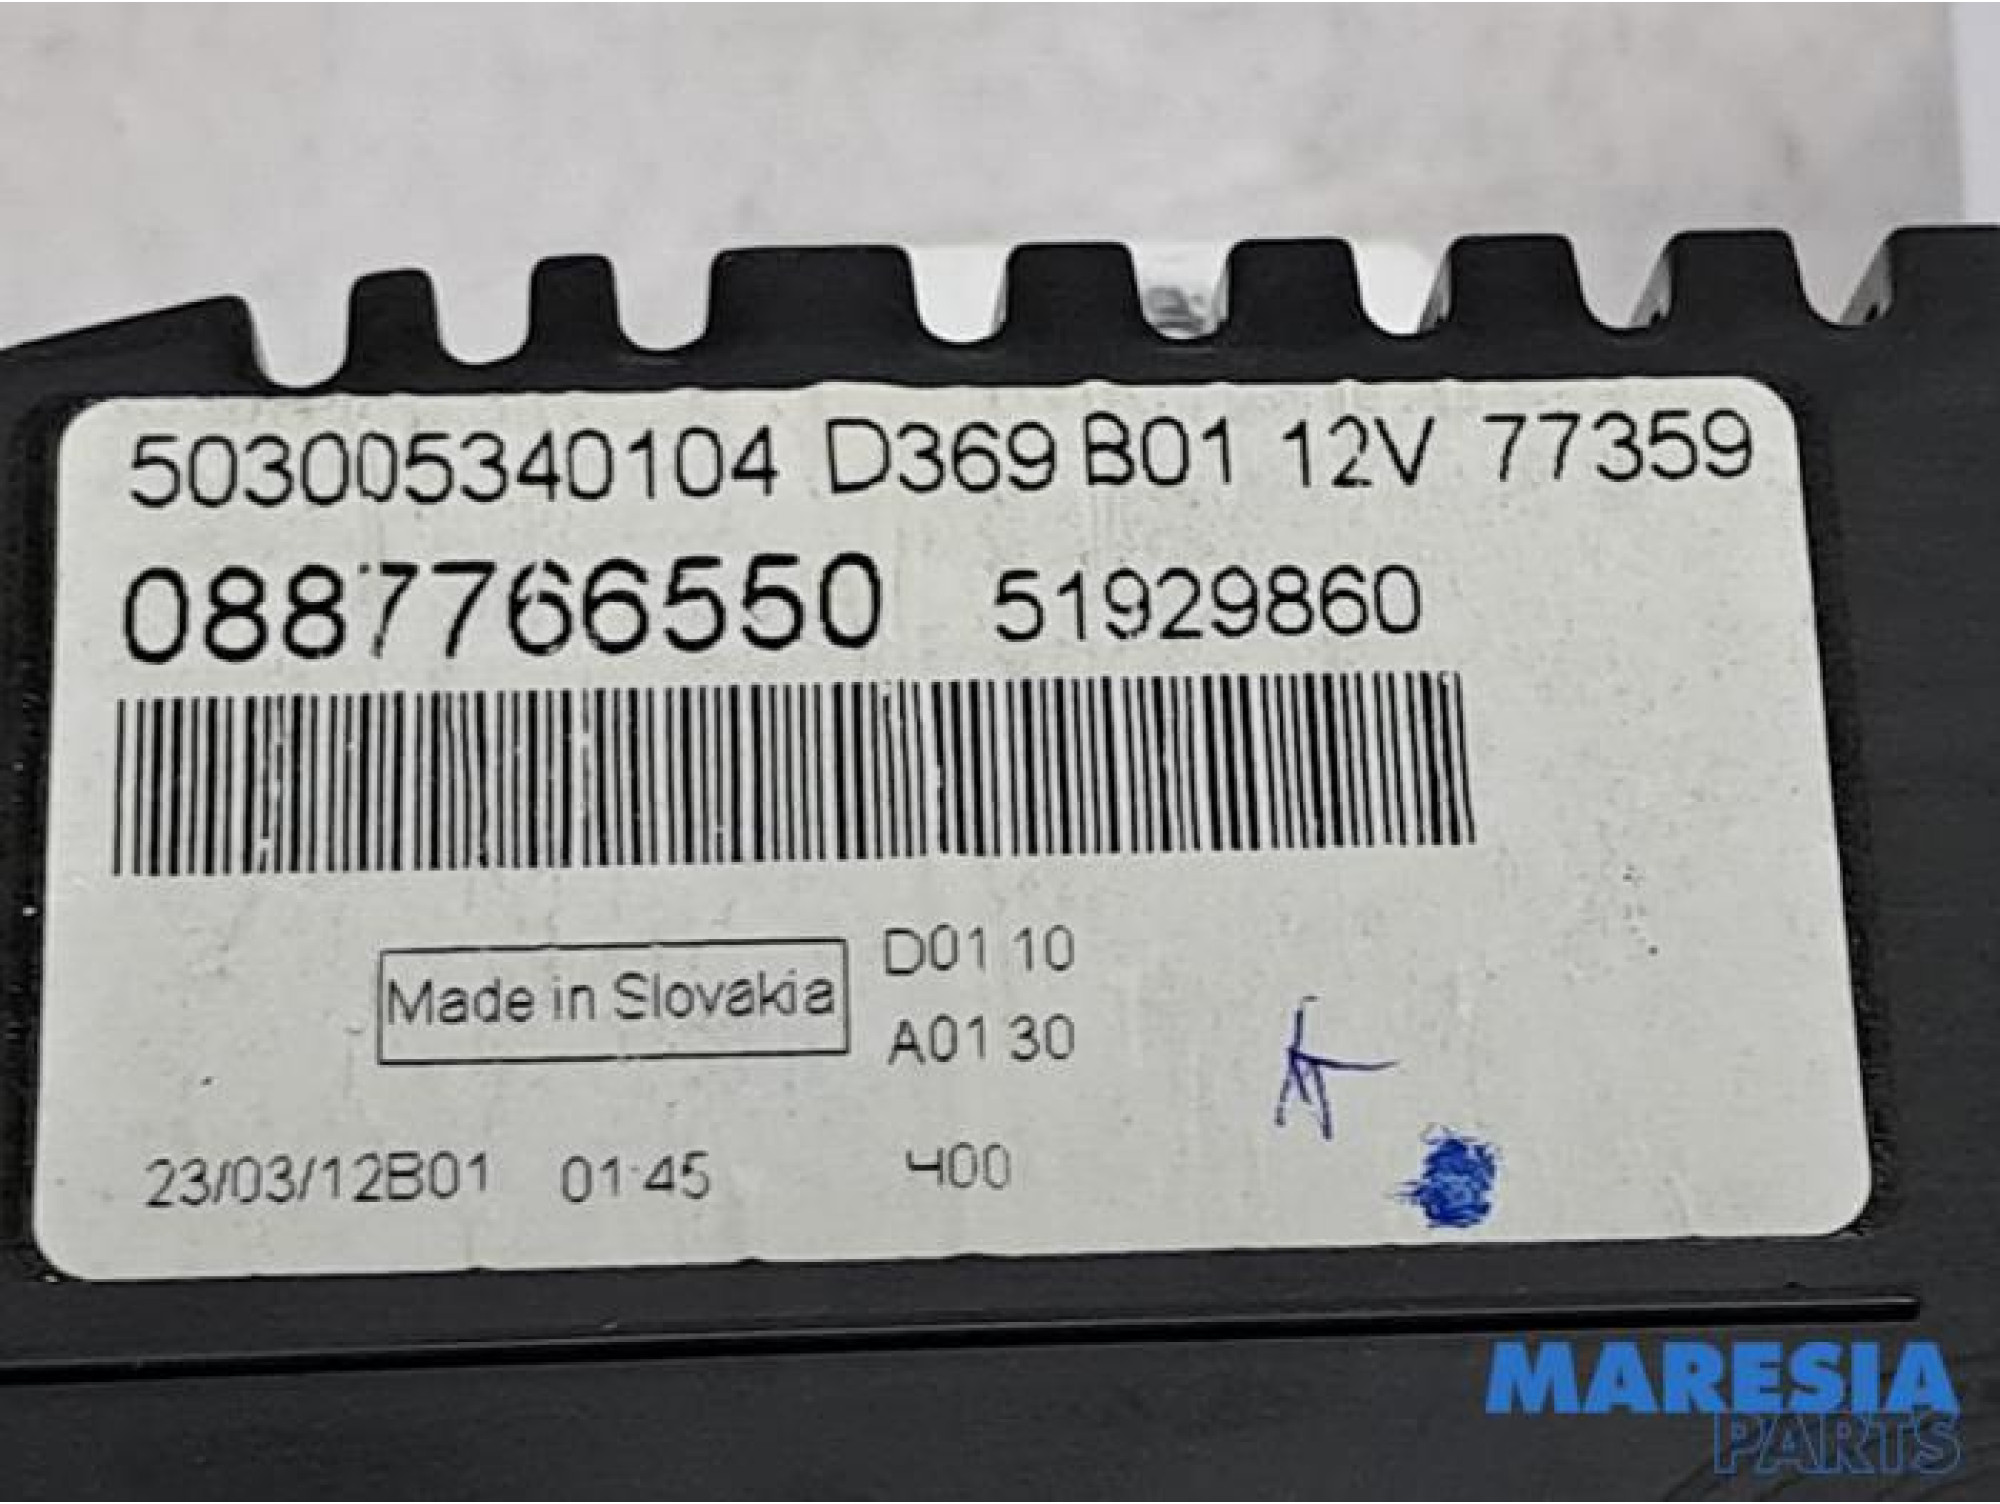 503005340104 D369 B01 12V 77359
0887766550 51929860
Made in Slovakia
D01 10
A01 30
23/03/12B01 01:45 400
MARESIA
PARTS